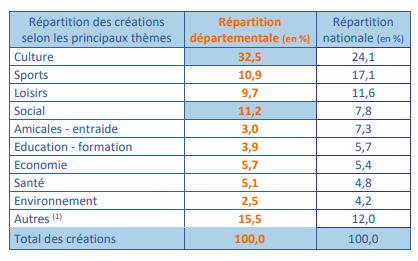 Répartition des créations selon les principaux thèmes Répartition départementale (en %) Répartition nationale (en %)
Culture 32,5 24,1
Sports 10,9 17,1
Loisirs 9,7 11,6
Social 11,2 7,8
Amicales - entraide 3,0 7,3
Education - formation 3,9 5,7
Economie 5,7 5,4
Santé 5,1 4,8
Environnement 2,5 4,2
Autres (1) 15,5 12,0
Total des créations 100,0 100,0